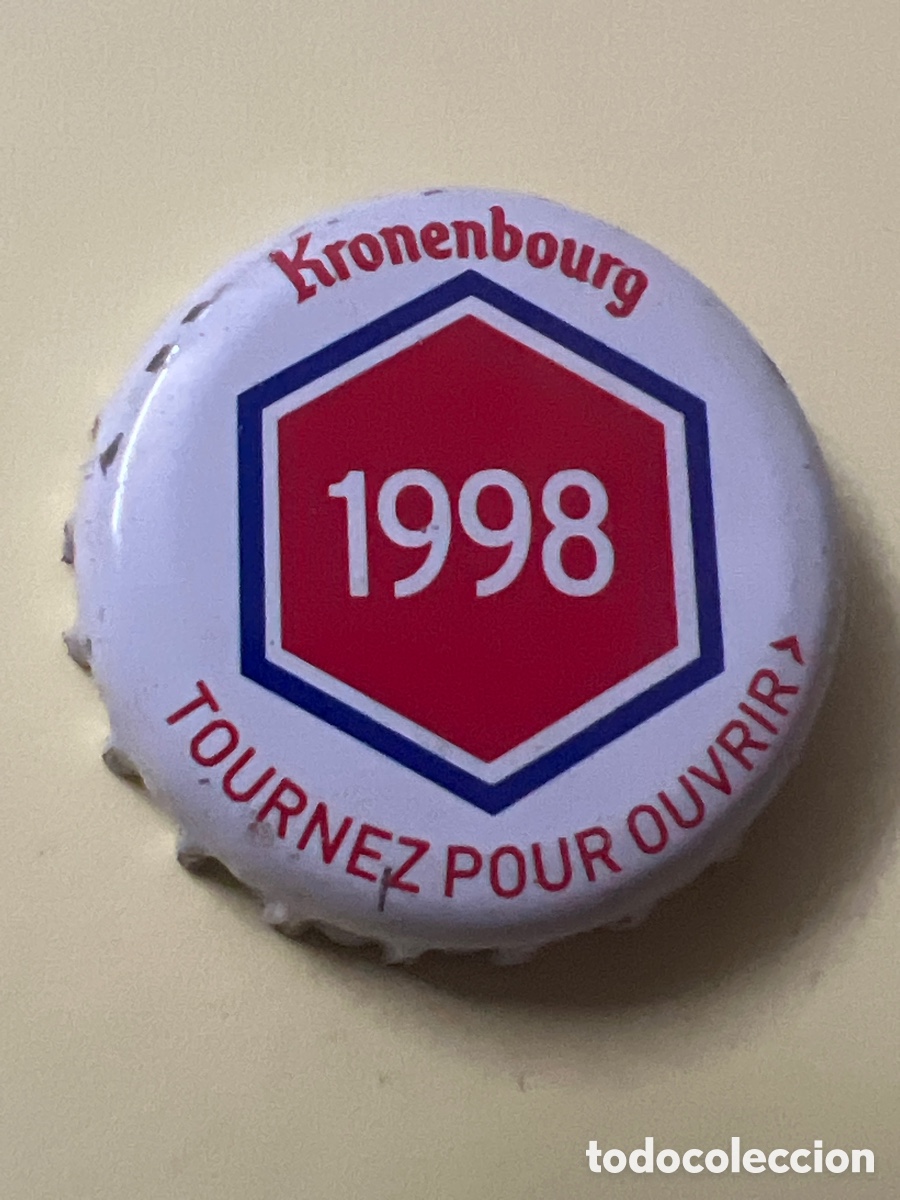 Kronenbourg
1998
TOURNEZ POUR OUVRIR >
todocoleccion